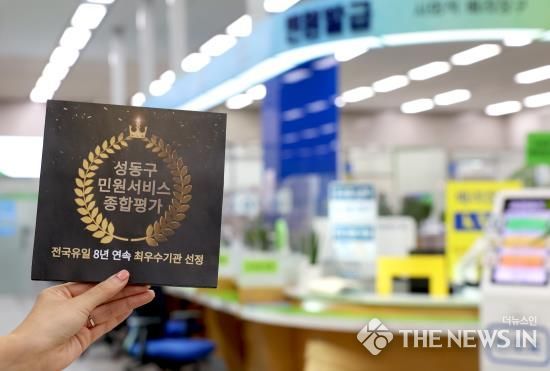 민원발급
성동구
민원서비스
종합평가
전국유일 8년 연속 최우수기관 선정
더뉴스인
THE NEWS IN